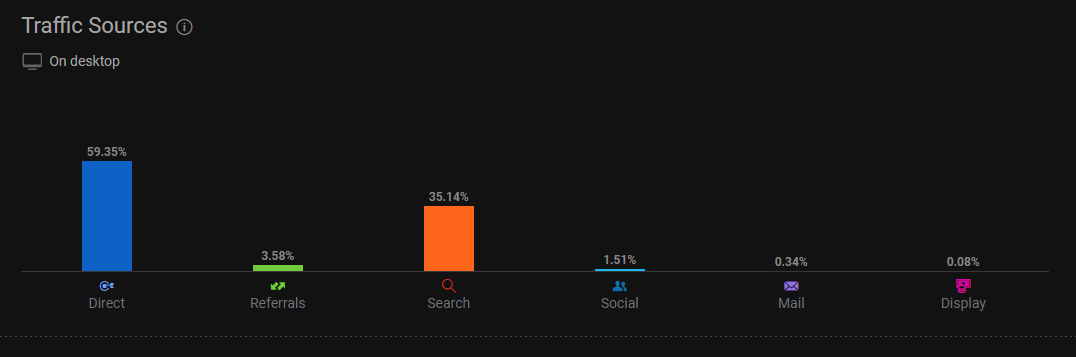 Traffic Sources
On desktop
59.35%
3.58%
35.14%
1.51%
0.34%
0.08%
Direct
Referrals
Search
Social
Mail
Display